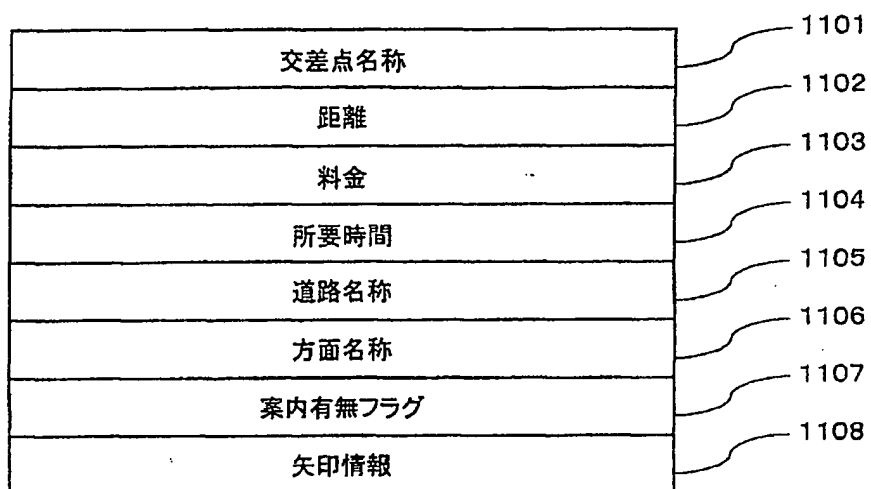 交差点名称 1101
距離 1102
料金 1103
所要時間 1104
道路名称 1105
方面名称 1106
案内有無フラグ 1107
矢印情報 1108